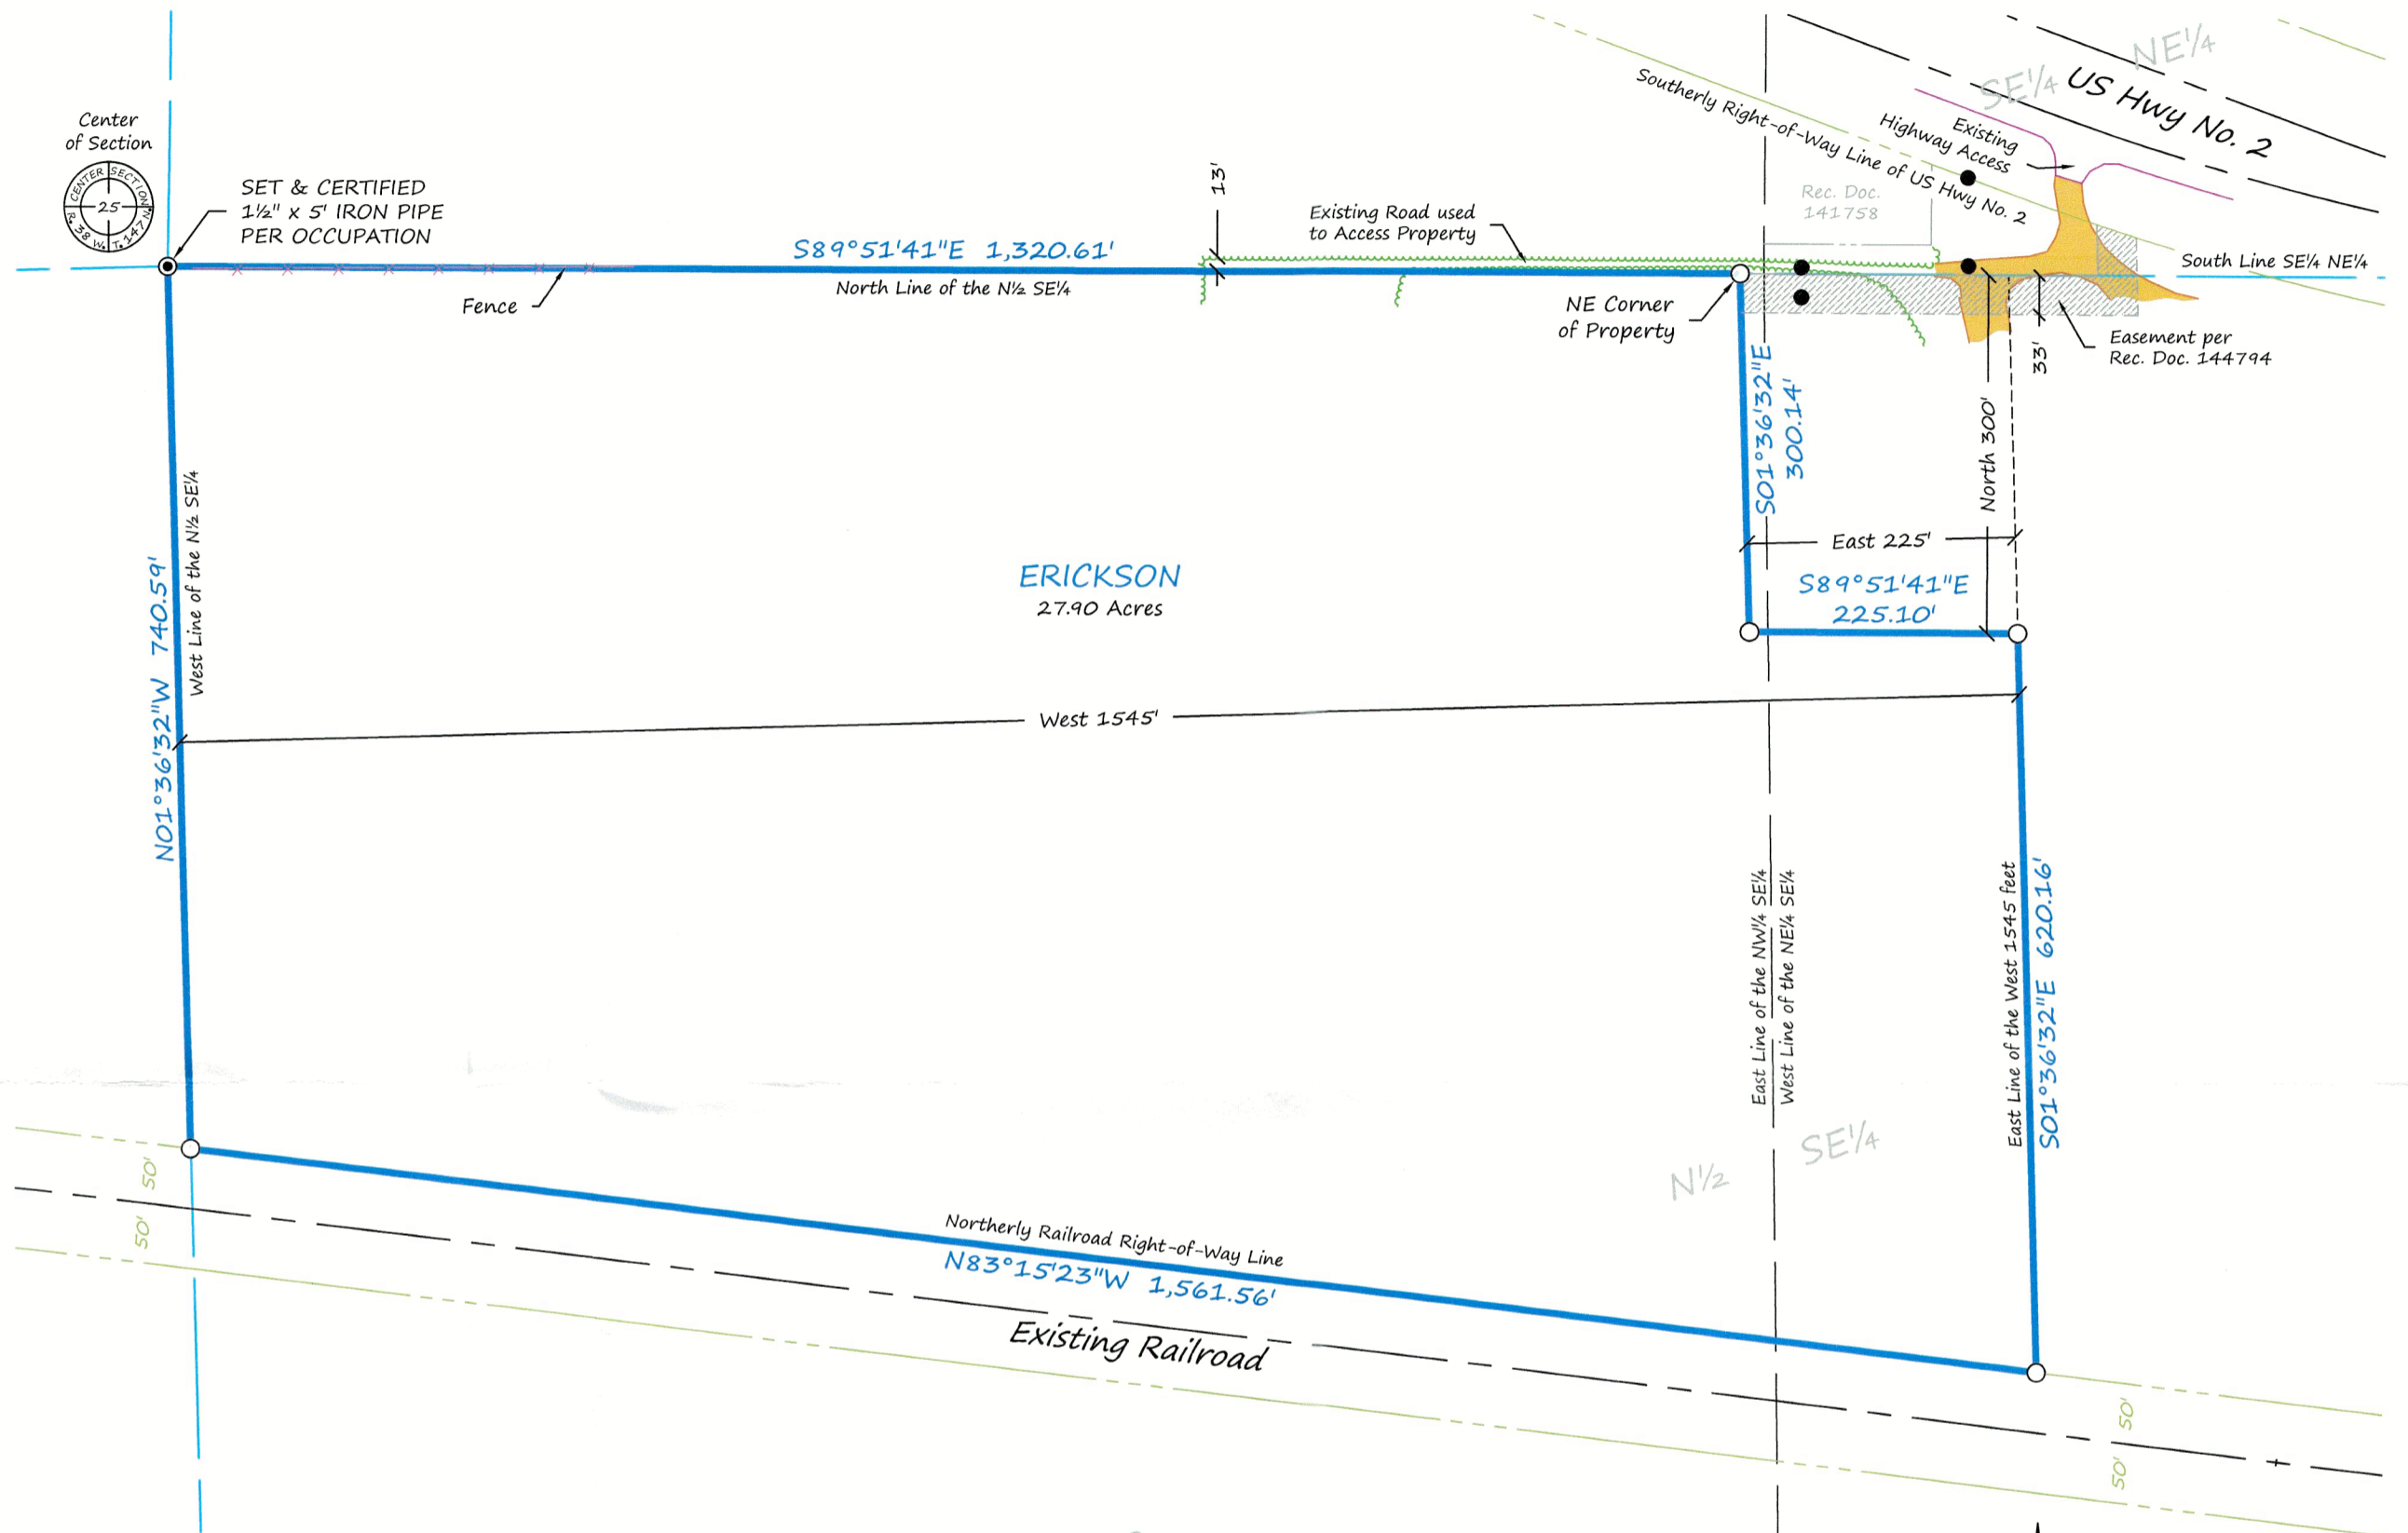 NE¼
SE¼
US Hwy No. 2
Southerly Right-of-Way Line of US Hwy No. 2
Existing
Highway Access
Center
of Section
CENTER SECTION
25
R. 38 W. T. 147 N.
SET & CERTIFIED
1½" x 5' IRON PIPE
PER OCCUPATION
13'
Rec. Doc.
141758
Existing Road used
to Access Property
S89°51'41"E 1,320.61'
North Line of the N½ SE¼
Fence
South Line SE¼ NE¼
NE Corner
of Property
Easement per
Rec. Doc. 144794
33'
S01°36'32"E
300.14'
North 300'
East 225'
S89°51'41"E
225.10'
West Line of the N½ SE¼
N01°36'32"W 740.59'
ERICKSON
27.90 Acres
West 1545'
East Line of the NW¼ SE¼
West Line of the NE¼ SE¼
East Line of the West 1545 feet
S01°36'32"E 620.16'
N½
SE¼
50'
50'
Northerly Railroad Right-of-Way Line
N83°15'23"W 1,561.56'
Existing Railroad
50'
50'